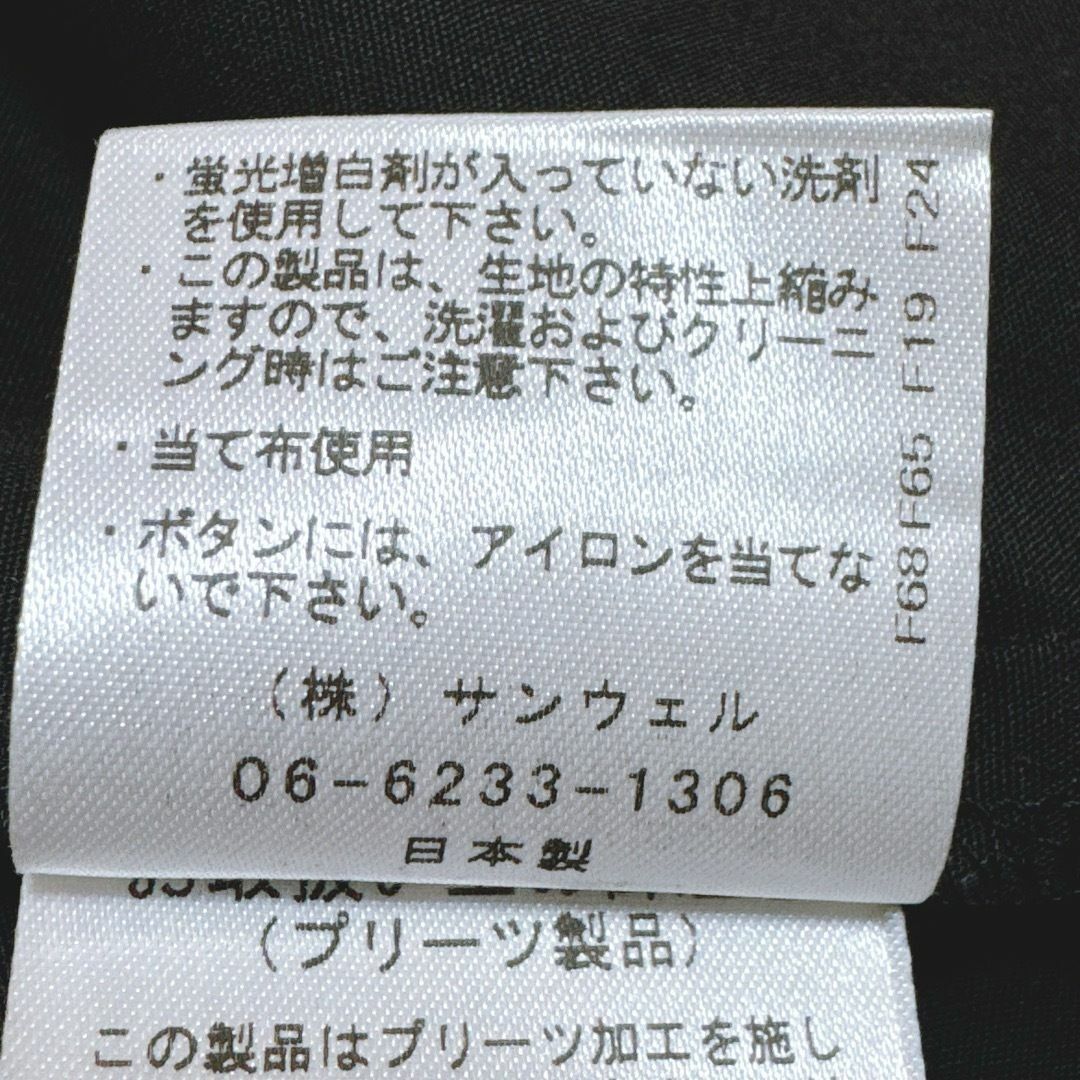 ・蛍光増白剤が入っていない洗剤
を使用して下さい。
・この製品は、生地の特性上縮み
ますので、洗濯およびクリーニ
ング時はご注意下さい。
・当て布使用
・ボタンには、アイロンを当てな
いで下さい。
(株) サンウェル
06-6233-1306
日本製
F68 F65 F19 F24
お取扱い上
(プリーツ製品)
この製品はプリーツ加工を施し